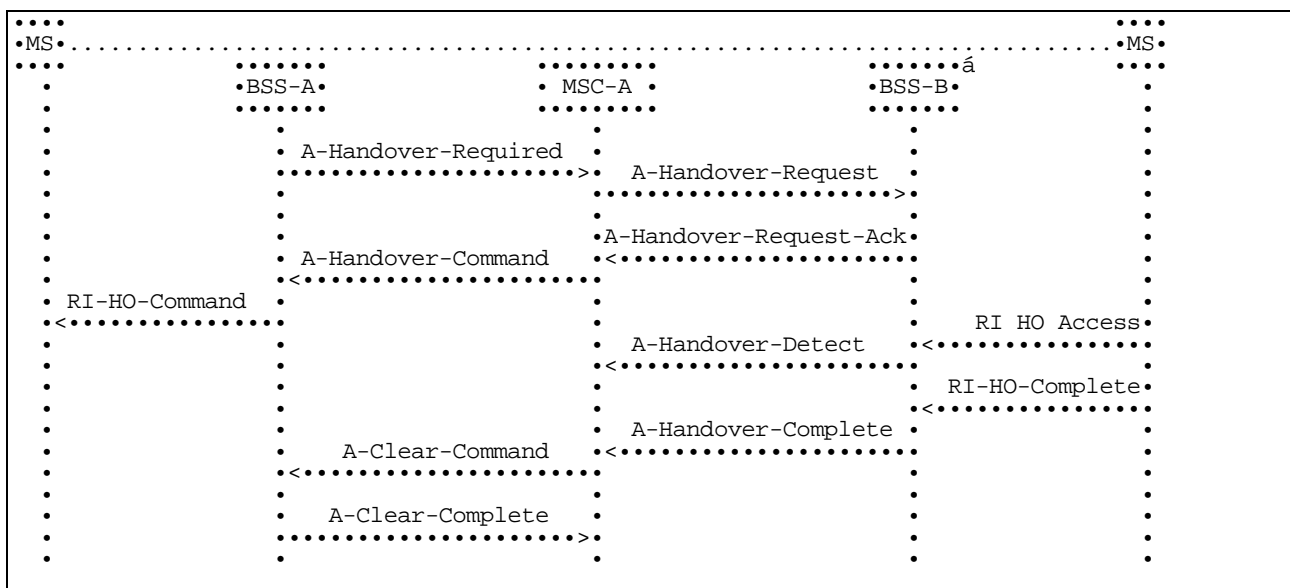 MS MS
BSS-A MSC-A BSS-B á
A-Handover-Required
A-Handover-Request
A-Handover-Request-Ack
A-Handover-Command
RI-HO-Command
RI HO Access
A-Handover-Detect
RI-HO-Complete
A-Handover-Complete
A-Clear-Command
A-Clear-Complete